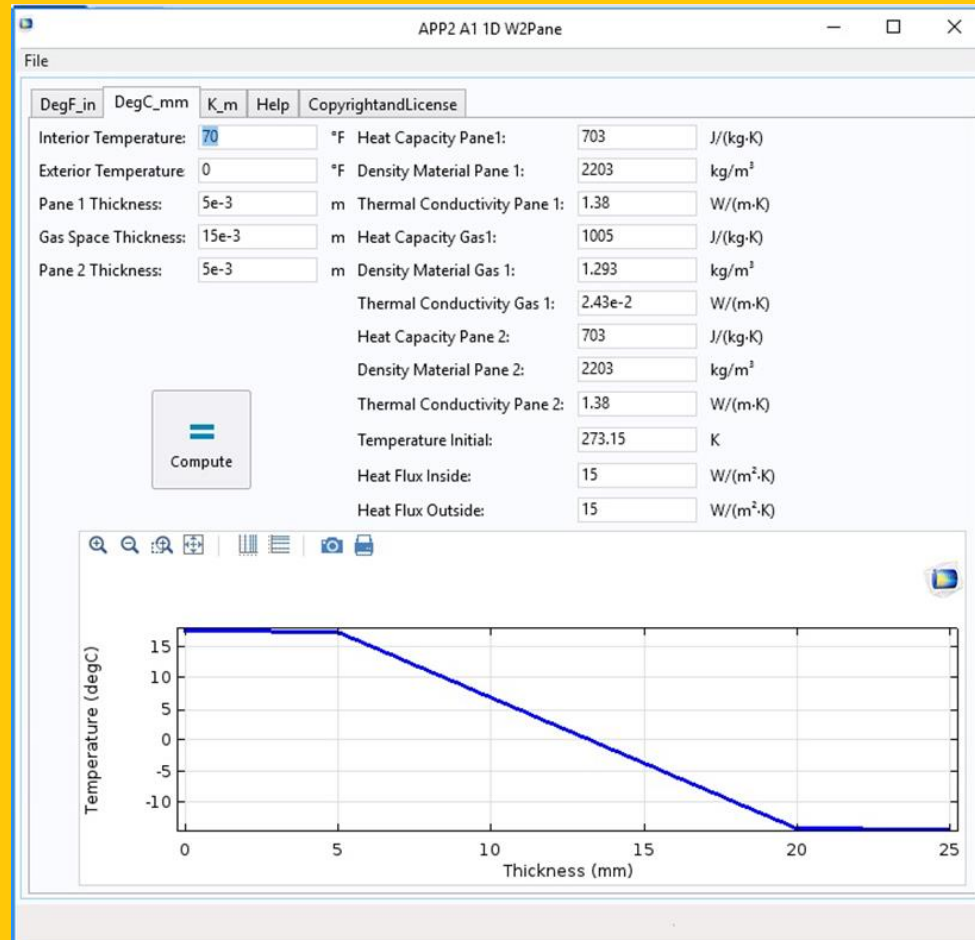 APP2 A1 1D W2Pane
File
DegF_in DegC_mm K_m Help CopyrightandLicense
Interior Temperature: 70 °F Heat Capacity Pane1: 703 J/(kg·K)
Exterior Temperature: 0 °F Density Material Pane 1: 2203 kg/m³
Pane 1 Thickness: 5e-3 m Thermal Conductivity Pane 1: 1.38 W/(m·K)
Gas Space Thickness: 15e-3 m Heat Capacity Gas1: 1005 J/(kg·K)
Pane 2 Thickness: 5e-3 m Density Material Gas 1: 1.293 kg/m³
Thermal Conductivity Gas 1: 2.43e-2 W/(m·K)
Heat Capacity Pane 2: 703 J/(kg·K)
Density Material Pane 2: 2203 kg/m³
Thermal Conductivity Pane 2: 1.38 W/(m·K)
Temperature Initial: 273.15 K
Heat Flux Inside: 15 W/(m²·K)
Heat Flux Outside: 15 W/(m²·K)
=
Compute
Temperature (degC)
15
10
5
0
-5
-10
0 5 10 15 20 25
Thickness (mm)